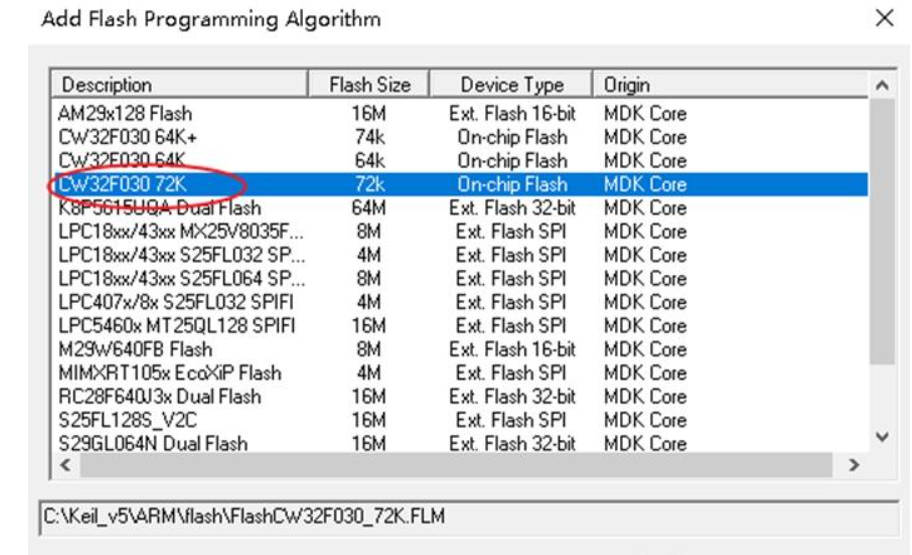 Add Flash Programming Algorithm
Description Flash Size Device Type Origin
AM29x128 Flash 16M Ext. Flash 16-bit MDK Core
CW32F030 64K+ 74k On-chip Flash MDK Core
CW32F030 64K 64k On-chip Flash MDK Core
CW32F030 72K 72k On-chip Flash MDK Core
K8P5615UQA Dual Flash 64M Ext. Flash 32-bit MDK Core
LPC18xx/43xx MX25V8035F... 8M Ext. Flash SPI MDK Core
LPC18xx/43xx S25FL032 SP... 4M Ext. Flash SPI MDK Core
LPC18xx/43xx S25FL064 SP... 8M Ext. Flash SPI MDK Core
LPC407x/8x S25FL032 SPIFI 4M Ext. Flash SPI MDK Core
LPC5460x MT25QL128 SPIFI 16M Ext. Flash SPI MDK Core
M29W640FB Flash 8M Ext. Flash 16-bit MDK Core
MIMXRT105x EcoXiP Flash 4M Ext. Flash SPI MDK Core
RC28F640J3x Dual Flash 16M Ext. Flash 32-bit MDK Core
S25FL128S_V2C 16M Ext. Flash SPI MDK Core
S29GL064N Dual Flash 16M Ext. Flash 32-bit MDK Core
C:\Keil_v5\ARM\flash\FlashCW32F030_72K.FLM